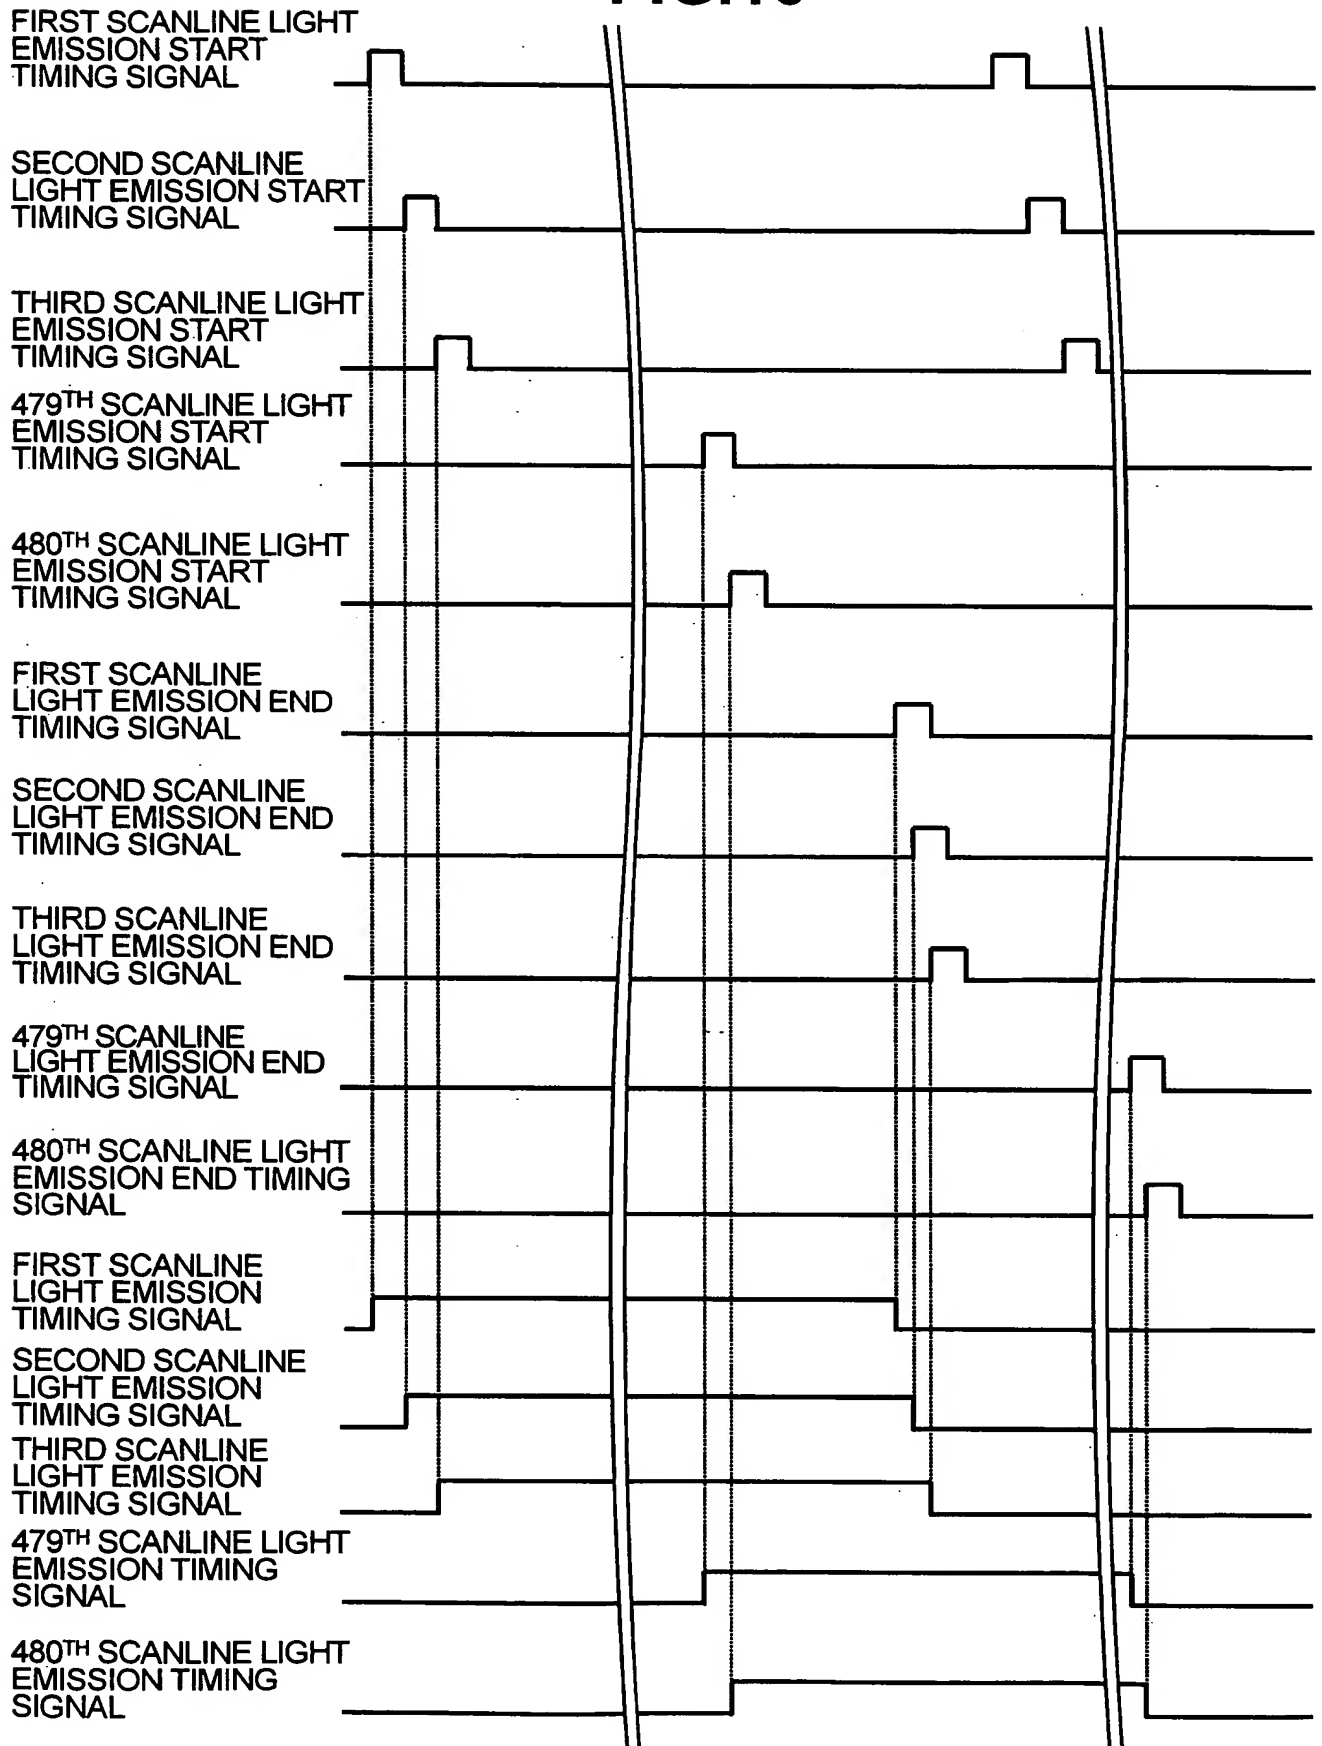 FIRST SCANLINE LIGHT
EMISSION START
TIMING SIGNAL
SECOND SCANLINE
LIGHT EMISSION START
TIMING SIGNAL
THIRD SCANLINE LIGHT
EMISSION START
TIMING SIGNAL
479TH SCANLINE LIGHT
EMISSION START
TIMING SIGNAL
480TH SCANLINE LIGHT
EMISSION START
TIMING SIGNAL
FIRST SCANLINE
LIGHT EMISSION END
TIMING SIGNAL
SECOND SCANLINE
LIGHT EMISSION END
TIMING SIGNAL
THIRD SCANLINE
LIGHT EMISSION END
TIMING SIGNAL
479TH SCANLINE
LIGHT EMISSION END
TIMING SIGNAL
480TH SCANLINE LIGHT
EMISSION END TIMING
SIGNAL
FIRST SCANLINE
LIGHT EMISSION
TIMING SIGNAL
SECOND SCANLINE
LIGHT EMISSION
TIMING SIGNAL
THIRD SCANLINE
LIGHT EMISSION
TIMING SIGNAL
479TH SCANLINE LIGHT
EMISSION TIMING
SIGNAL
480TH SCANLINE LIGHT
EMISSION TIMING
SIGNAL